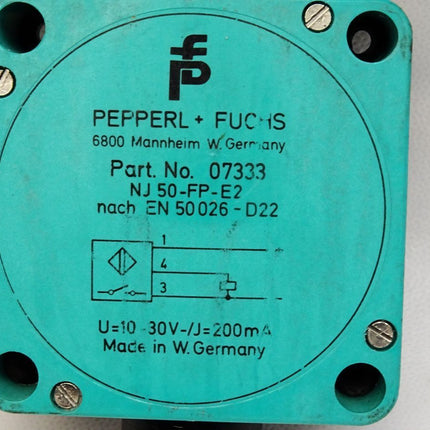 fP
PEPPERL + FUCHS
6800 Mannheim W. Germany
Part. No. 07333
NJ 50-FP-E2
nach EN 50026-D22
1
4
3
U=10-30V-/J=200mA
Made in W. Germany